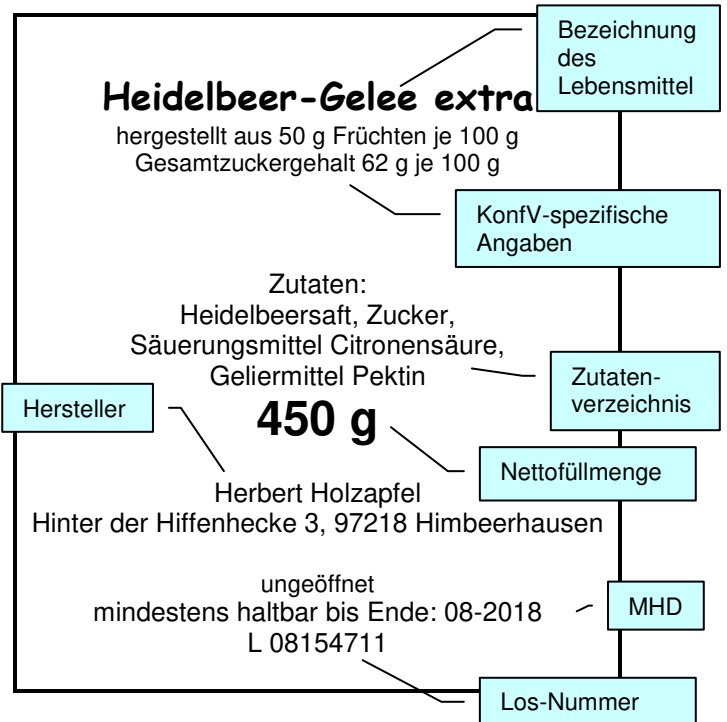 Bezeichnung
des
Lebensmittel
Heidelbeer-Gelee extra
hergestellt aus 50 g Früchten je 100 g
Gesamtzuckergehalt 62 g je 100 g
KonfV-spezifische
Angaben
Zutaten:
Heidelbeersaft, Zucker,
Säuerungsmittel Citronensäure,
Geliermittel Pektin
Zutaten-
verzeichnis
Hersteller
450 g
Nettofüllmenge
Herbert Holzapfel
Hinter der Hiffenhecke 3, 97218 Himbeerhausen
ungeöffnet
mindestens haltbar bis Ende: 08-2018
MHD
L 08154711
Los-Nummer